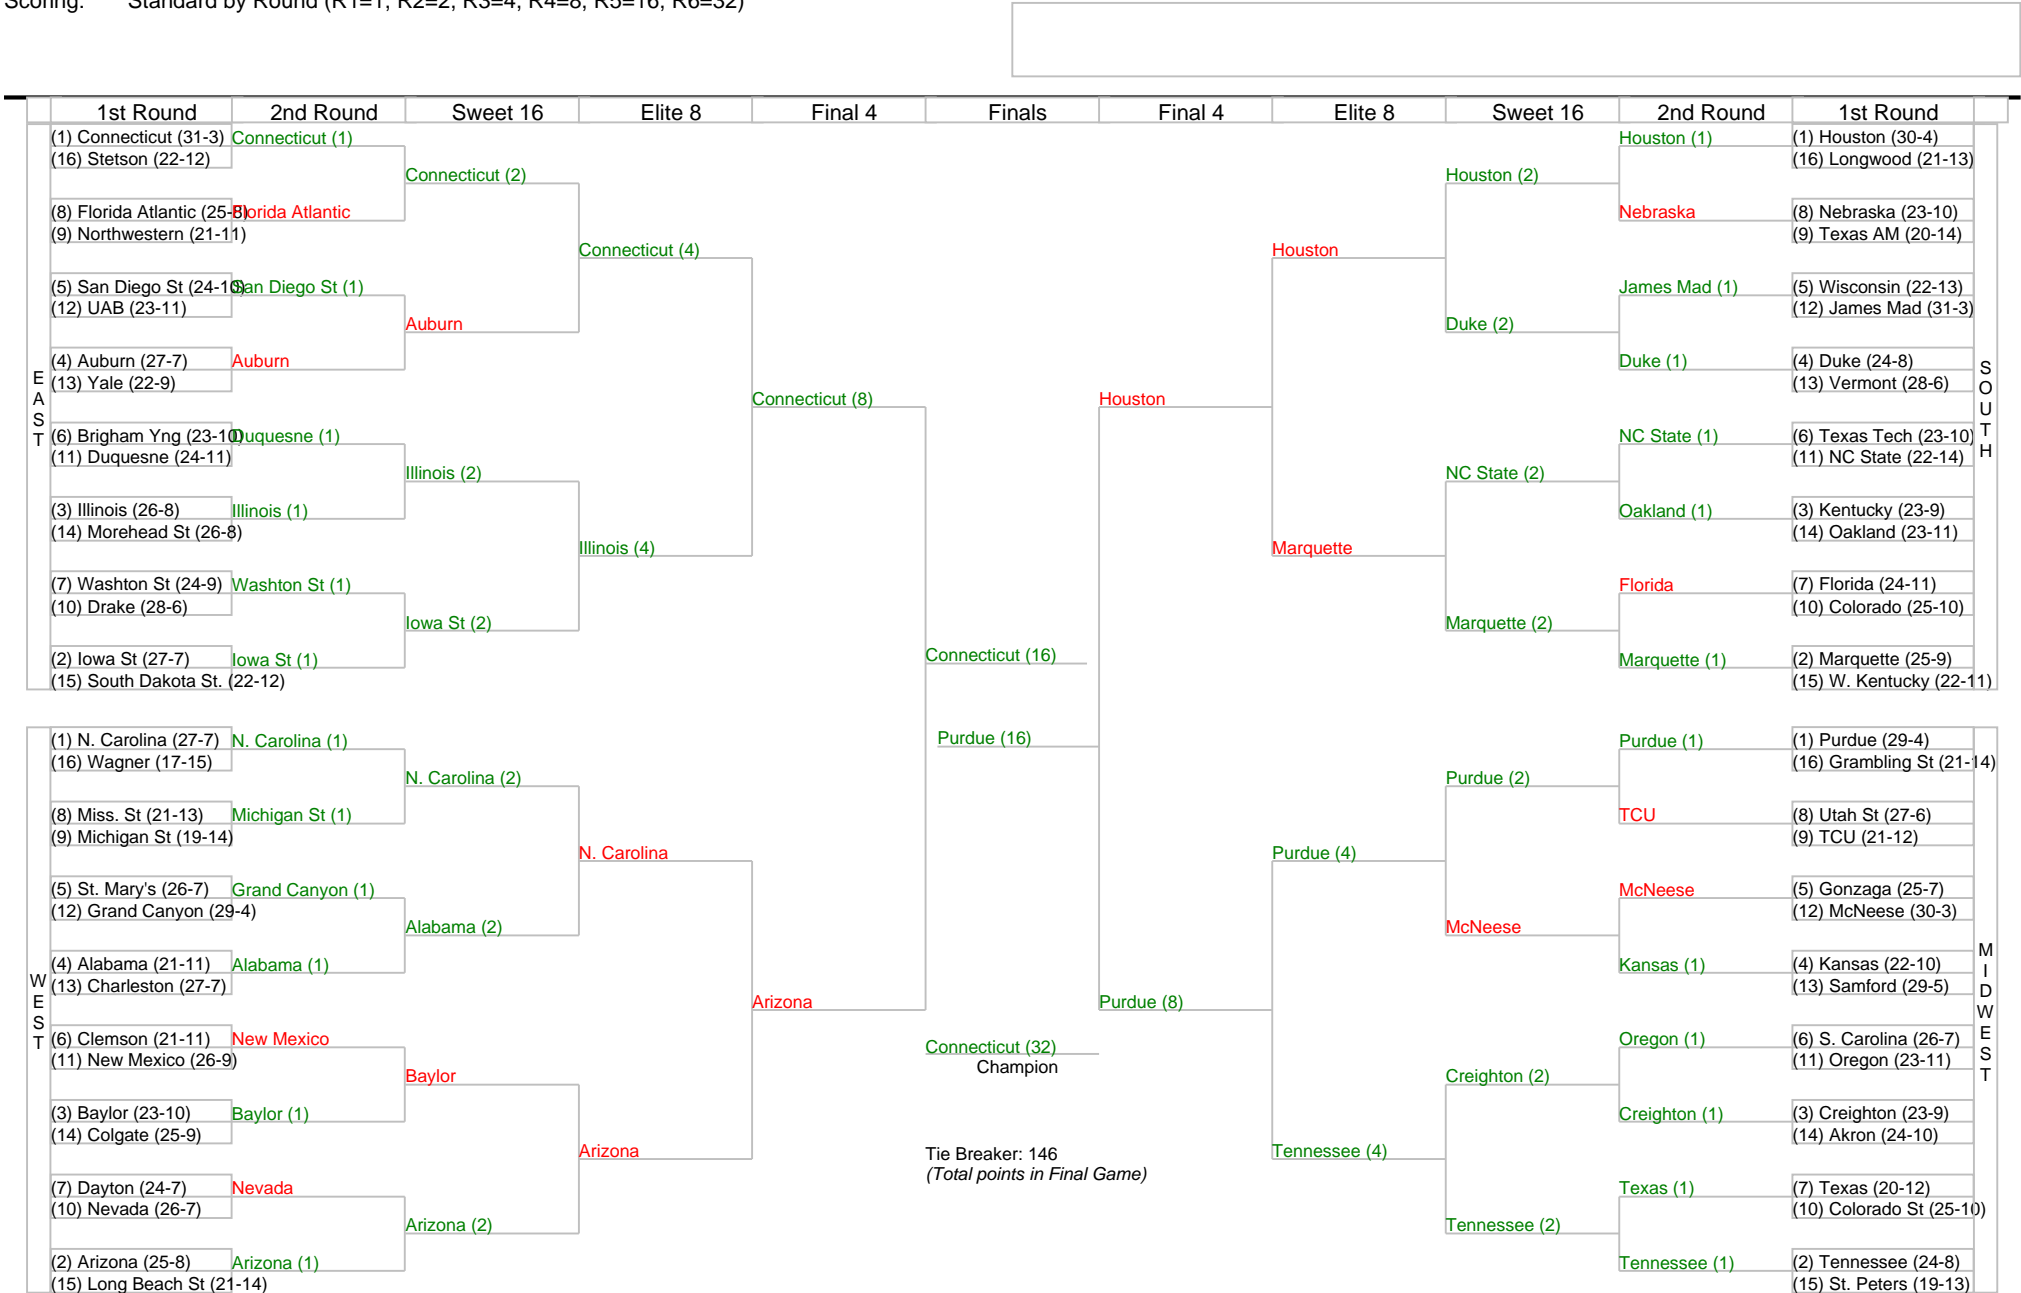 Scoring: Standard by Round (R1=1, R2=2, R3=4, R4=8, R5=16, R6=32)
1st Round 2nd Round Sweet 16 Elite 8 Final 4 Finals Final 4 Elite 8 Sweet 16 2nd Round 1st Round
EAST
(1) Connecticut (31-3)
(16) Stetson (22-12)
(8) Florida Atlantic (25-8)
(9) Northwestern (21-11)
(5) San Diego St (24-10)
(12) UAB (23-11)
(4) Auburn (27-7)
(13) Yale (22-9)
(6) Brigham Yng (23-10)
(11) Duquesne (24-11)
(3) Illinois (26-8)
(14) Morehead St (26-8)
(7) Washton St (24-9)
(10) Drake (28-6)
(2) Iowa St (27-7)
(15) South Dakota St. (22-12)
Connecticut (1)
Florida Atlantic
San Diego St (1)
Auburn
Duquesne (1)
Illinois (1)
Washton St (1)
Iowa St (1)
Connecticut (2)
Auburn
Illinois (2)
Iowa St (2)
Connecticut (4)
Illinois (4)
Connecticut (8)
WEST
(1) N. Carolina (27-7)
(16) Wagner (17-15)
(8) Miss. St (21-13)
(9) Michigan St (19-14)
(5) St. Mary's (26-7)
(12) Grand Canyon (29-4)
(4) Alabama (21-11)
(13) Charleston (27-7)
(6) Clemson (21-11)
(11) New Mexico (26-9)
(3) Baylor (23-10)
(14) Colgate (25-9)
(7) Dayton (24-7)
(10) Nevada (26-7)
(2) Arizona (25-8)
(15) Long Beach St (21-14)
N. Carolina (1)
Michigan St (1)
Grand Canyon (1)
Alabama (1)
New Mexico
Baylor (1)
Nevada
Arizona (1)
N. Carolina (2)
Alabama (2)
Baylor
Arizona (2)
N. Carolina
Arizona
Arizona
Connecticut (16)
Purdue (16)
Connecticut (32)
Champion
Tie Breaker: 146
(Total points in Final Game)
Houston
Houston
Marquette
Houston (2)
Duke (2)
NC State (2)
Marquette (2)
Houston (1)
Nebraska
James Mad (1)
Duke (1)
NC State (1)
Oakland (1)
Florida
Marquette (1)
(1) Houston (30-4)
(16) Longwood (21-13)
(8) Nebraska (23-10)
(9) Texas AM (20-14)
(5) Wisconsin (22-13)
(12) James Mad (31-3)
(4) Duke (24-8)
(13) Vermont (28-6)
(6) Texas Tech (23-10)
(11) NC State (22-14)
(3) Kentucky (23-9)
(14) Oakland (23-11)
(7) Florida (24-11)
(10) Colorado (25-10)
(2) Marquette (25-9)
(15) W. Kentucky (22-11)
SOUTH
Purdue (8)
Purdue (4)
Tennessee (4)
Purdue (2)
McNeese
Creighton (2)
Tennessee (2)
Purdue (1)
TCU
McNeese
Kansas (1)
Oregon (1)
Creighton (1)
Texas (1)
Tennessee (1)
(1) Purdue (29-4)
(16) Grambling St (21-14)
(8) Utah St (27-6)
(9) TCU (21-12)
(5) Gonzaga (25-7)
(12) McNeese (30-3)
(4) Kansas (22-10)
(13) Samford (29-5)
(6) S. Carolina (26-7)
(11) Oregon (23-11)
(3) Creighton (23-9)
(14) Akron (24-10)
(7) Texas (20-12)
(10) Colorado St (25-10)
(2) Tennessee (24-8)
(15) St. Peters (19-13)
MIDWEST